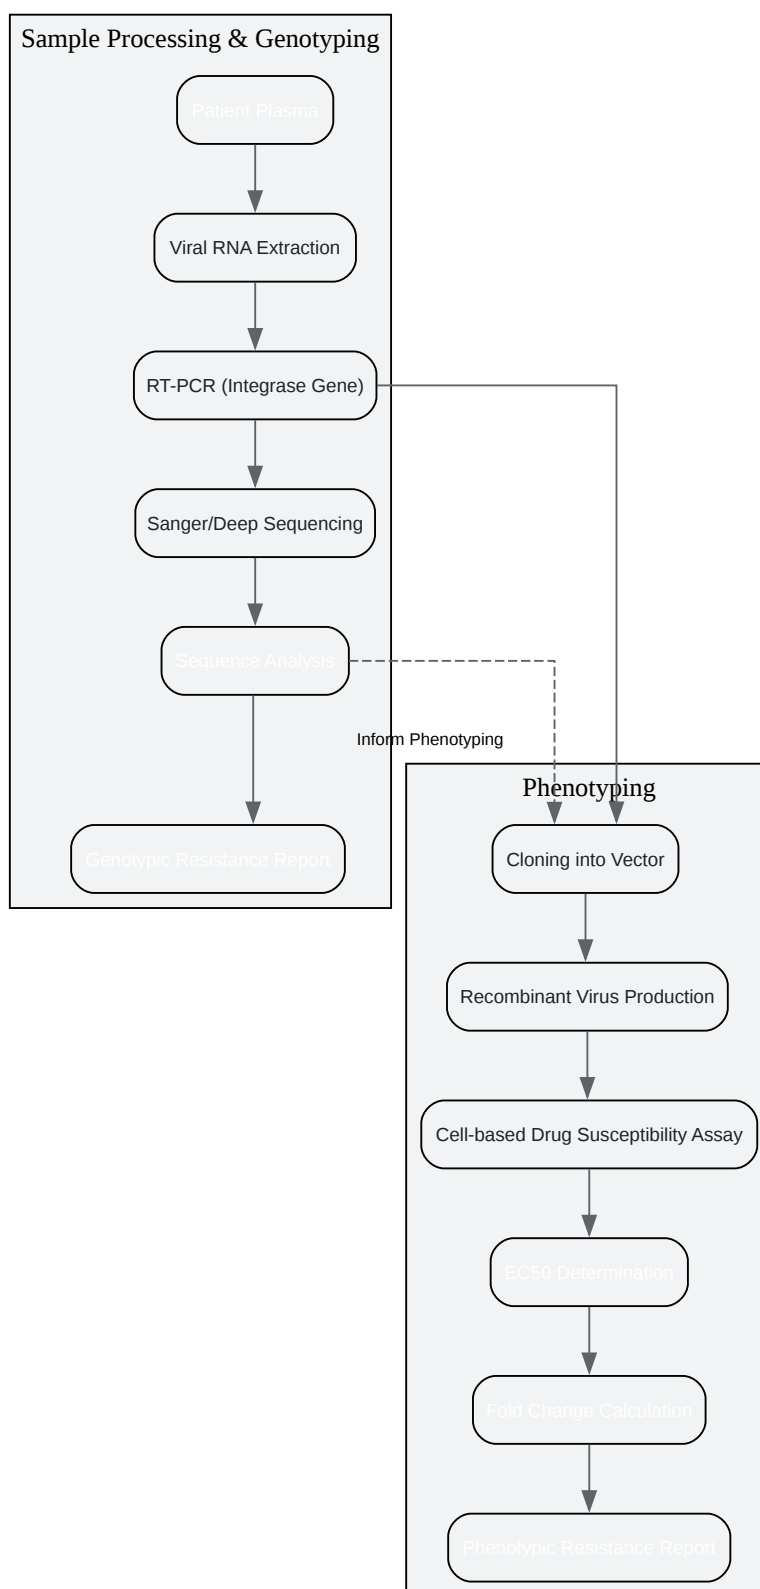 Sample Processing & Genotyping
Patient Plasma
Viral RNA Extraction
RT-PCR (Integrase Gene)
Sanger/Deep Sequencing
Sequence Analysis
Inform Phenotyping
Genotypic Resistance Report
Phenotyping
Cloning into Vector
Recombinant Virus Production
Cell-based Drug Susceptibility Assay
EC50 Determination
Fold Change Calculation
Phenotypic Resistance Report